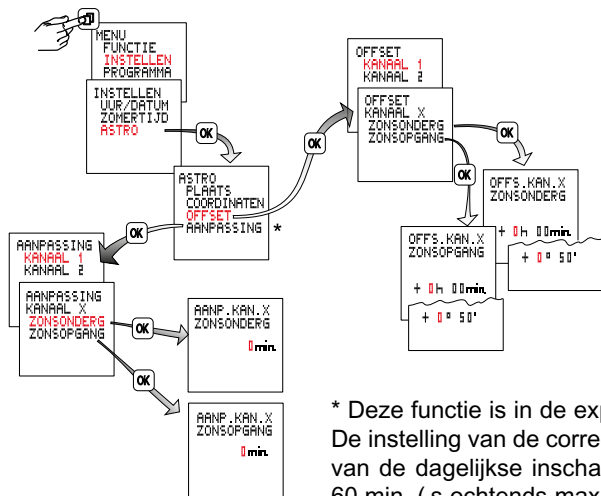 MENU
FUNCTIE
INSTELLEN
PROGRAMMA
INSTELLEN
UUR/DATUM
ZOMERTIJD
ASTRO
OK
ASTRO
PLAATS
COORDINATEN
OFFSET
AANPASSING *
OK
OFFSET
KANAAL 1
KANAAL 2
OFFSET
KANAAL X
ZONSONDERG
ZONSOPGANG
OK
OFFS.KAN.X
ZONSONDERG
+ 0h 00min.
+ 0° 50'
OK
OFFS.KAN.X
ZONSOPGANG
+ 0h 00min.
+ 0° 50'
OK
AANPASSING
KANAAL 1
KANAAL 2
AANPASSING
KANAAL X
ZONSONDERG
ZONSOPGANG
OK
AANP.KAN.X
ZONSONDERG
0min.
OK
AANP.KAN.X
ZONSOPGANG
0min.
* Deze functie is in de exp
De instelling van de corre
van de dagelijkse inscha
60 min. ( s ochtends max